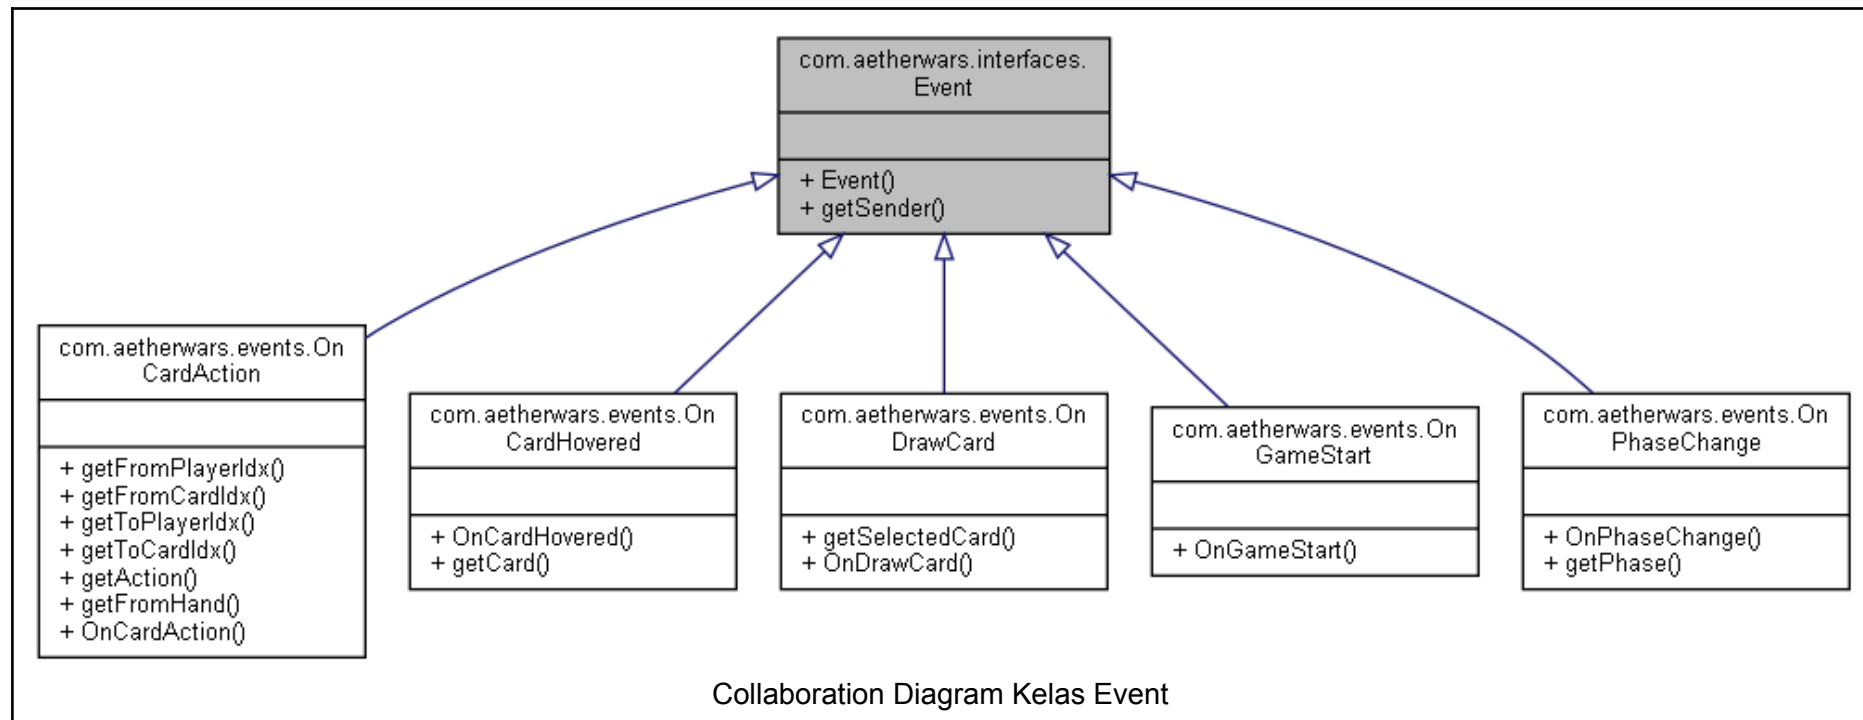 com.aetherwars.interfaces.
Event
+ Event()
+ getSender()
com.aetherwars.events.On
CardAction
+ getFromPlayerIdx()
+ getFromCardIdx()
+ getToPlayerIdx()
+ getToCardIdx()
+ getAction()
+ getFromHand()
+ OnCardAction()
com.aetherwars.events.On
CardHovered
+ OnCardHovered()
+ getCard()
com.aetherwars.events.On
DrawCard
+ getSelectedCard()
+ OnDrawCard()
com.aetherwars.events.On
GameStart
+ OnGameStart()
com.aetherwars.events.On
PhaseChange
+ OnPhaseChange()
+ getPhase()
Collaboration Diagram Kelas Event